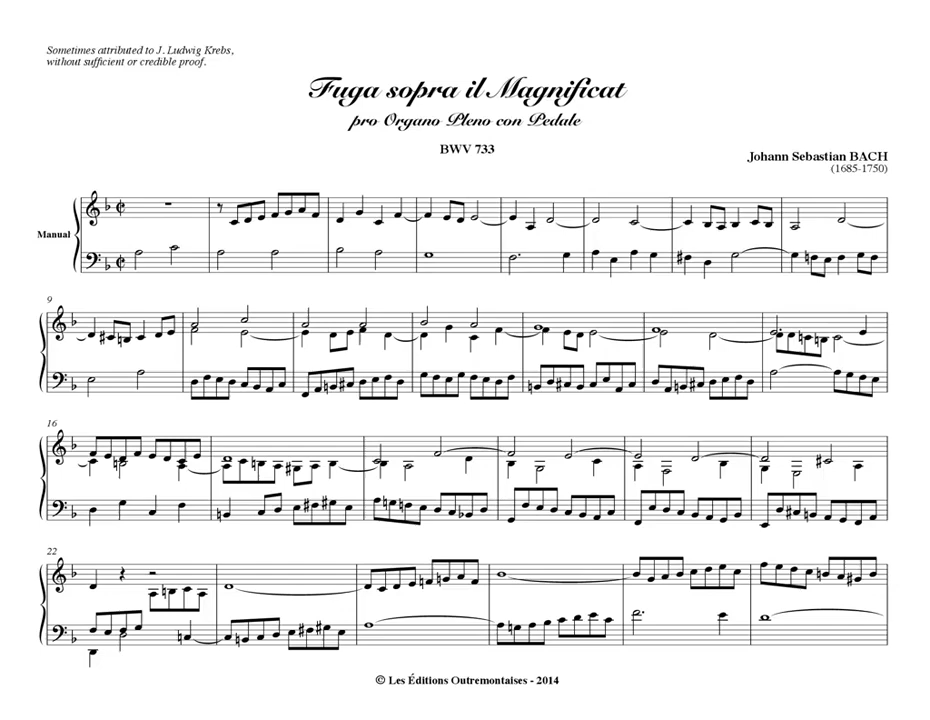 Sometimes attributed to J. Ludwig Krebs,
without sufficient or credible proof.
Fuga sopra il Magnificat
pro Organo Pleno con Pedale
BWV 733
Johann Sebastian BACH
(1685-1750)
Manual
9
16
22
© Les Éditions Outremontaises - 2014